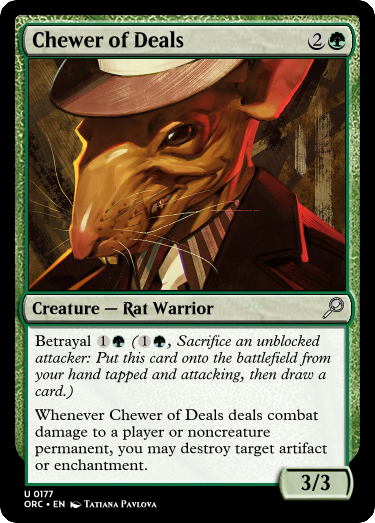 Chewer of Deals 2
Creature — Rat Warrior
Betrayal 1 (1, Sacrifice an unblocked
attacker: Put this card onto the battlefield from
your hand tapped and attacking, then draw a
card.)
Whenever Chewer of Deals deals combat
damage to a player or noncreature
permanent, you may destroy target artifact
or enchantment.
3/3
U 0177
ORC • EN Tatiana Pavlova